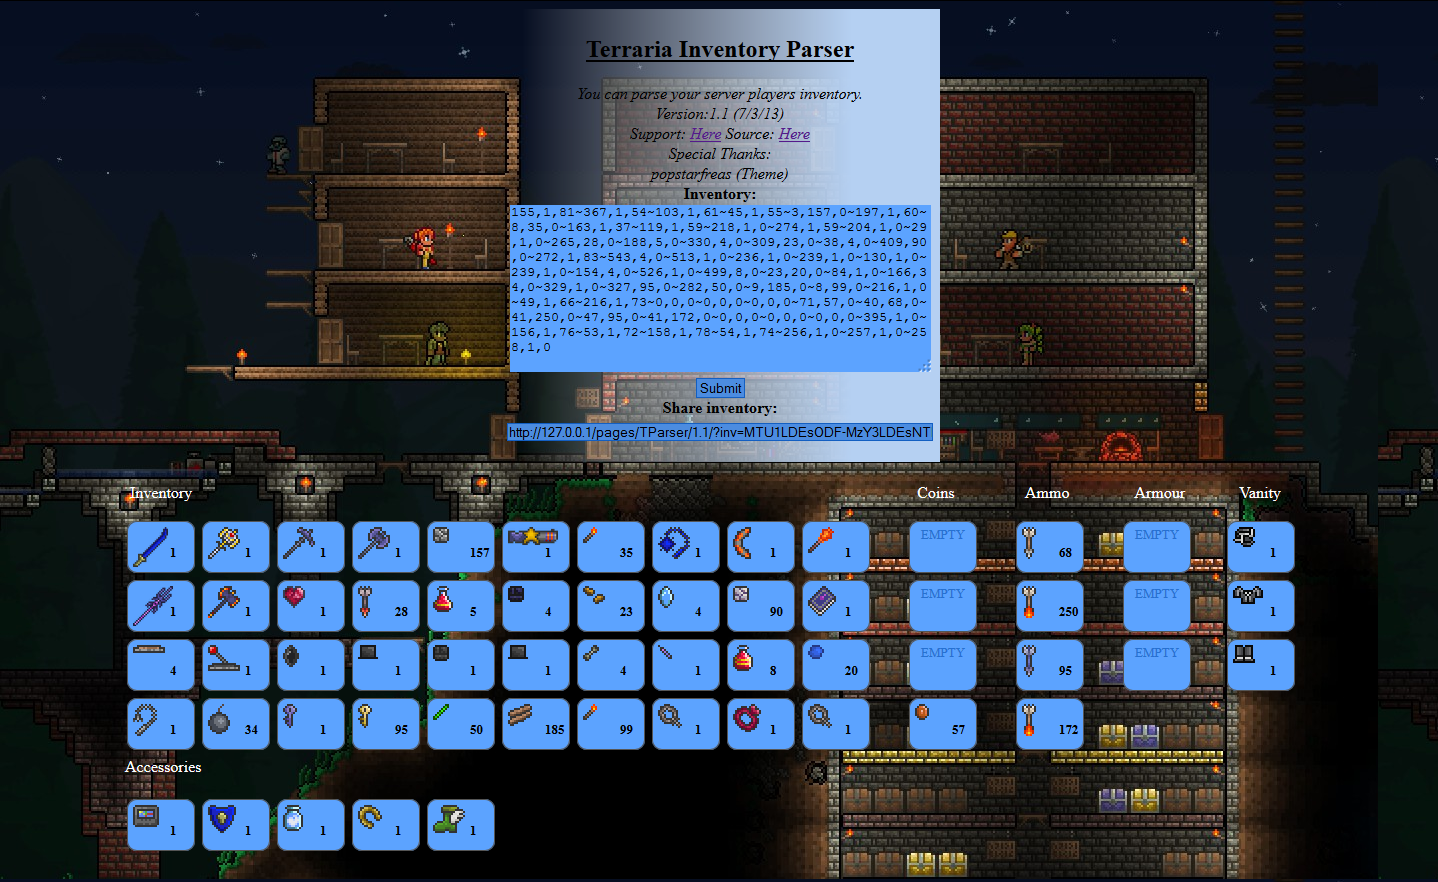 Terraria Inventory Parser
You can parse your server players inventory.
Version:1.1 (7/3/13)
Support: Here Source: Here
Special Thanks:
popstarfreas (Theme)
Inventory:
155,1,81~367,1,54~103,1,61~45,1,55~3,157,0~197,1,60~
8,35,0~163,1,37~119,1,59~218,1,0~274,1,59~204,1,0~29
,1,0~265,28,0~188,5,0~330,4,0~309,23,0~38,4,0~409,90
,0~272,1,83~543,4,0~513,1,0~236,1,0~239,1,0~130,1,0~
239,1,0~154,4,0~526,1,0~499,8,0~23,20,0~84,1,0~166,3
4,0~329,1,0~327,95,0~282,50,0~9,185,0~8,99,0~216,1,0
~49,1,66~216,1,73~0,0,0~0,0,0~0,0,0~71,57,0~40,68,0~
41,250,0~47,95,0~41,172,0~0,0,0~0,0,0~0,0,0~395,1,0~
156,1,76~53,1,72~158,1,78~54,1,74~256,1,0~257,1,0~25
8,1,0
Submit
Share inventory:
http://127.0.0.1/pages/TParser/1.1/?inv=MTU1LDEsODF-MzY3LDEsNT
Inventory Coins Ammo Armour Vanity
1 1 1 1 157 1 35 1 1 1 EMPTY 68 EMPTY 1
1 1 1 28 5 4 23 4 90 1 EMPTY 250 EMPTY 1
4 1 1 1 1 1 4 1 8 20 EMPTY 95 EMPTY 1
1 34 1 95 50 185 99 1 1 1 57 172
Accessories
1 1 1 1 1